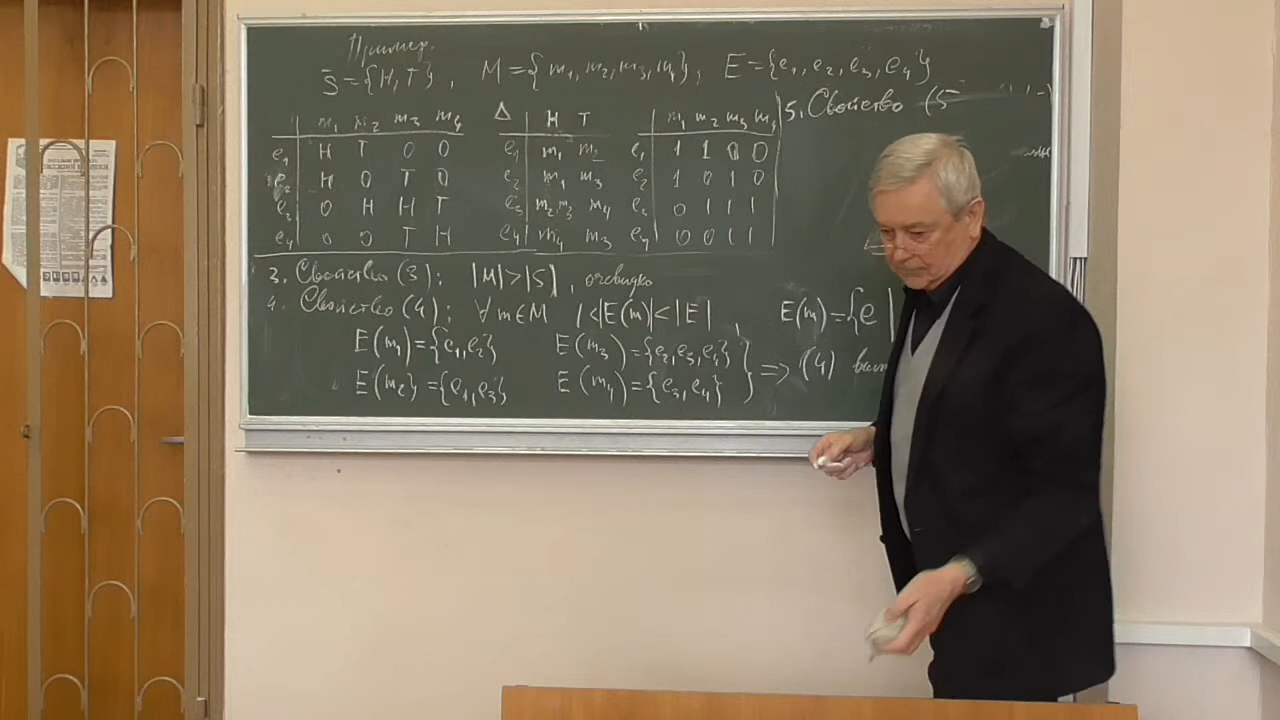 Пример.
S = {H, T}, M = {m₁, m₂, m₃, m₄}, E = {e₁, e₂, e₃, e₄}
5. Свойство (5
m₁ m₂ m₃ m₄
e₁ H T 0 0
e₂ H 0 T 0
e₃ 0 H H T
e₄ 0 0 T H
Δ H T
e₁ m₁ m₂
e₂ m₁ m₃
e₃ m₂,m₃ m₄
e₄ m₄ m₃
m₁ m₂ m₃ m₄
e₁ 1 1 0 0
e₂ 1 0 1 0
e₃ 0 1 1 1
e₄ 0 0 1 1
3. Свойство (3): |M|>|S|, очевидно
4. Свойство (4): ∀m∈M 1<|E(m)|<|E|, E(m)={e|
E(m₁)={e₁,e₂} E(m₃)={e₂,e₃,e₄}
E(m₂}={e₁,e₃} E(m₄)={e₃,e₄} } => (4) вып